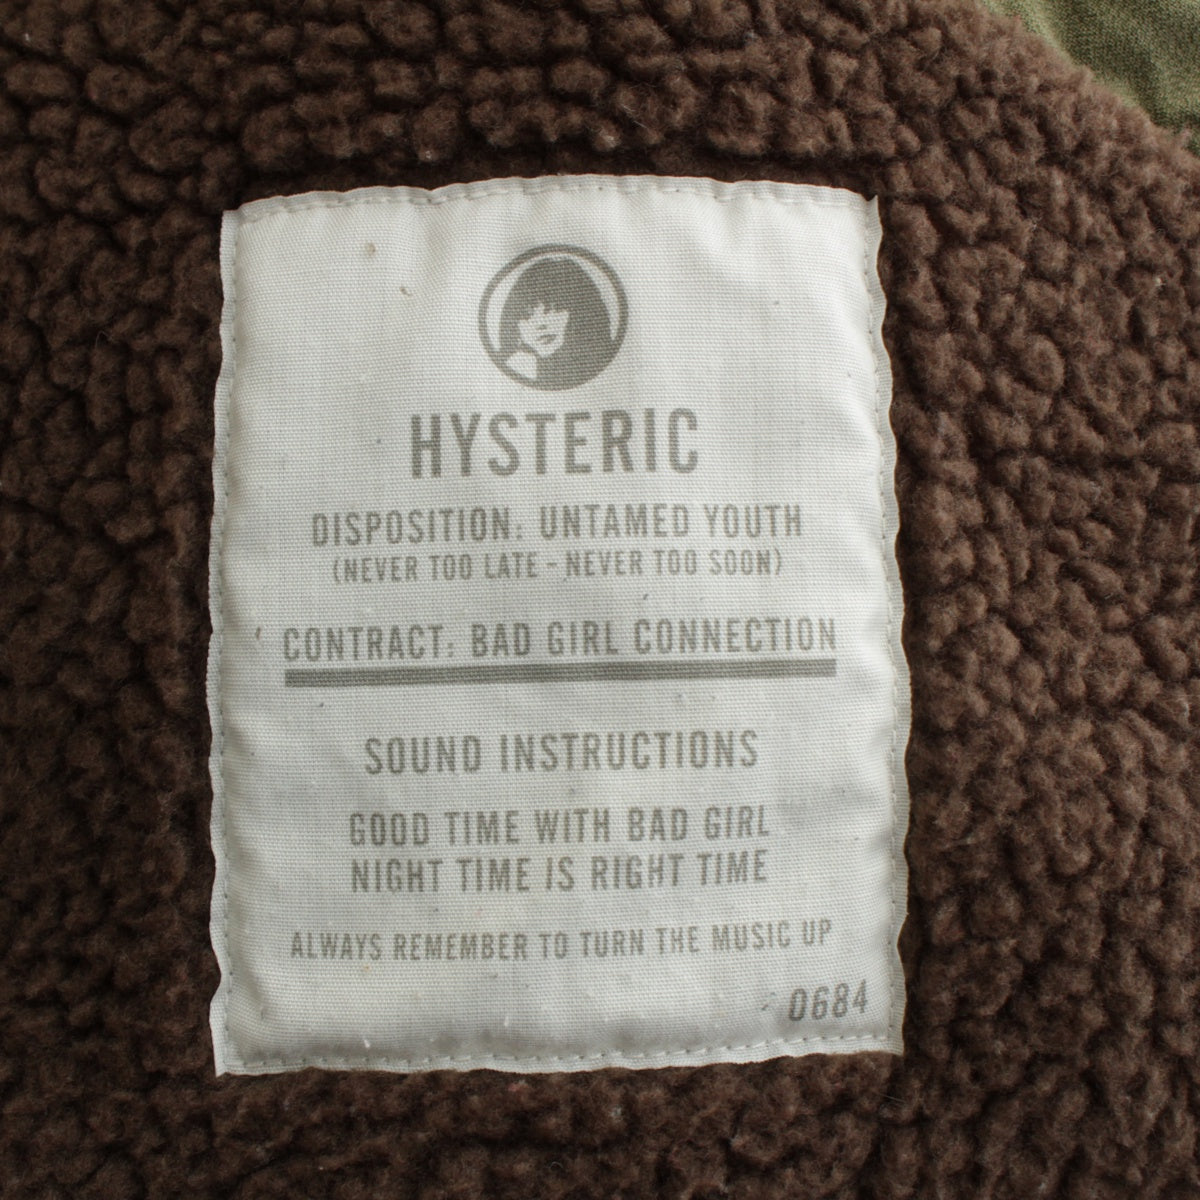 HYSTERIC
DISPOSITION: UNTAMED YOUTH
(NEVER TOO LATE - NEVER TOO SOON)
CONTRACT: BAD GIRL CONNECTION
SOUND INSTRUCTIONS
GOOD TIME WITH BAD GIRL
NIGHT TIME IS RIGHT TIME
ALWAYS REMEMBER TO TURN THE MUSIC UP
0684